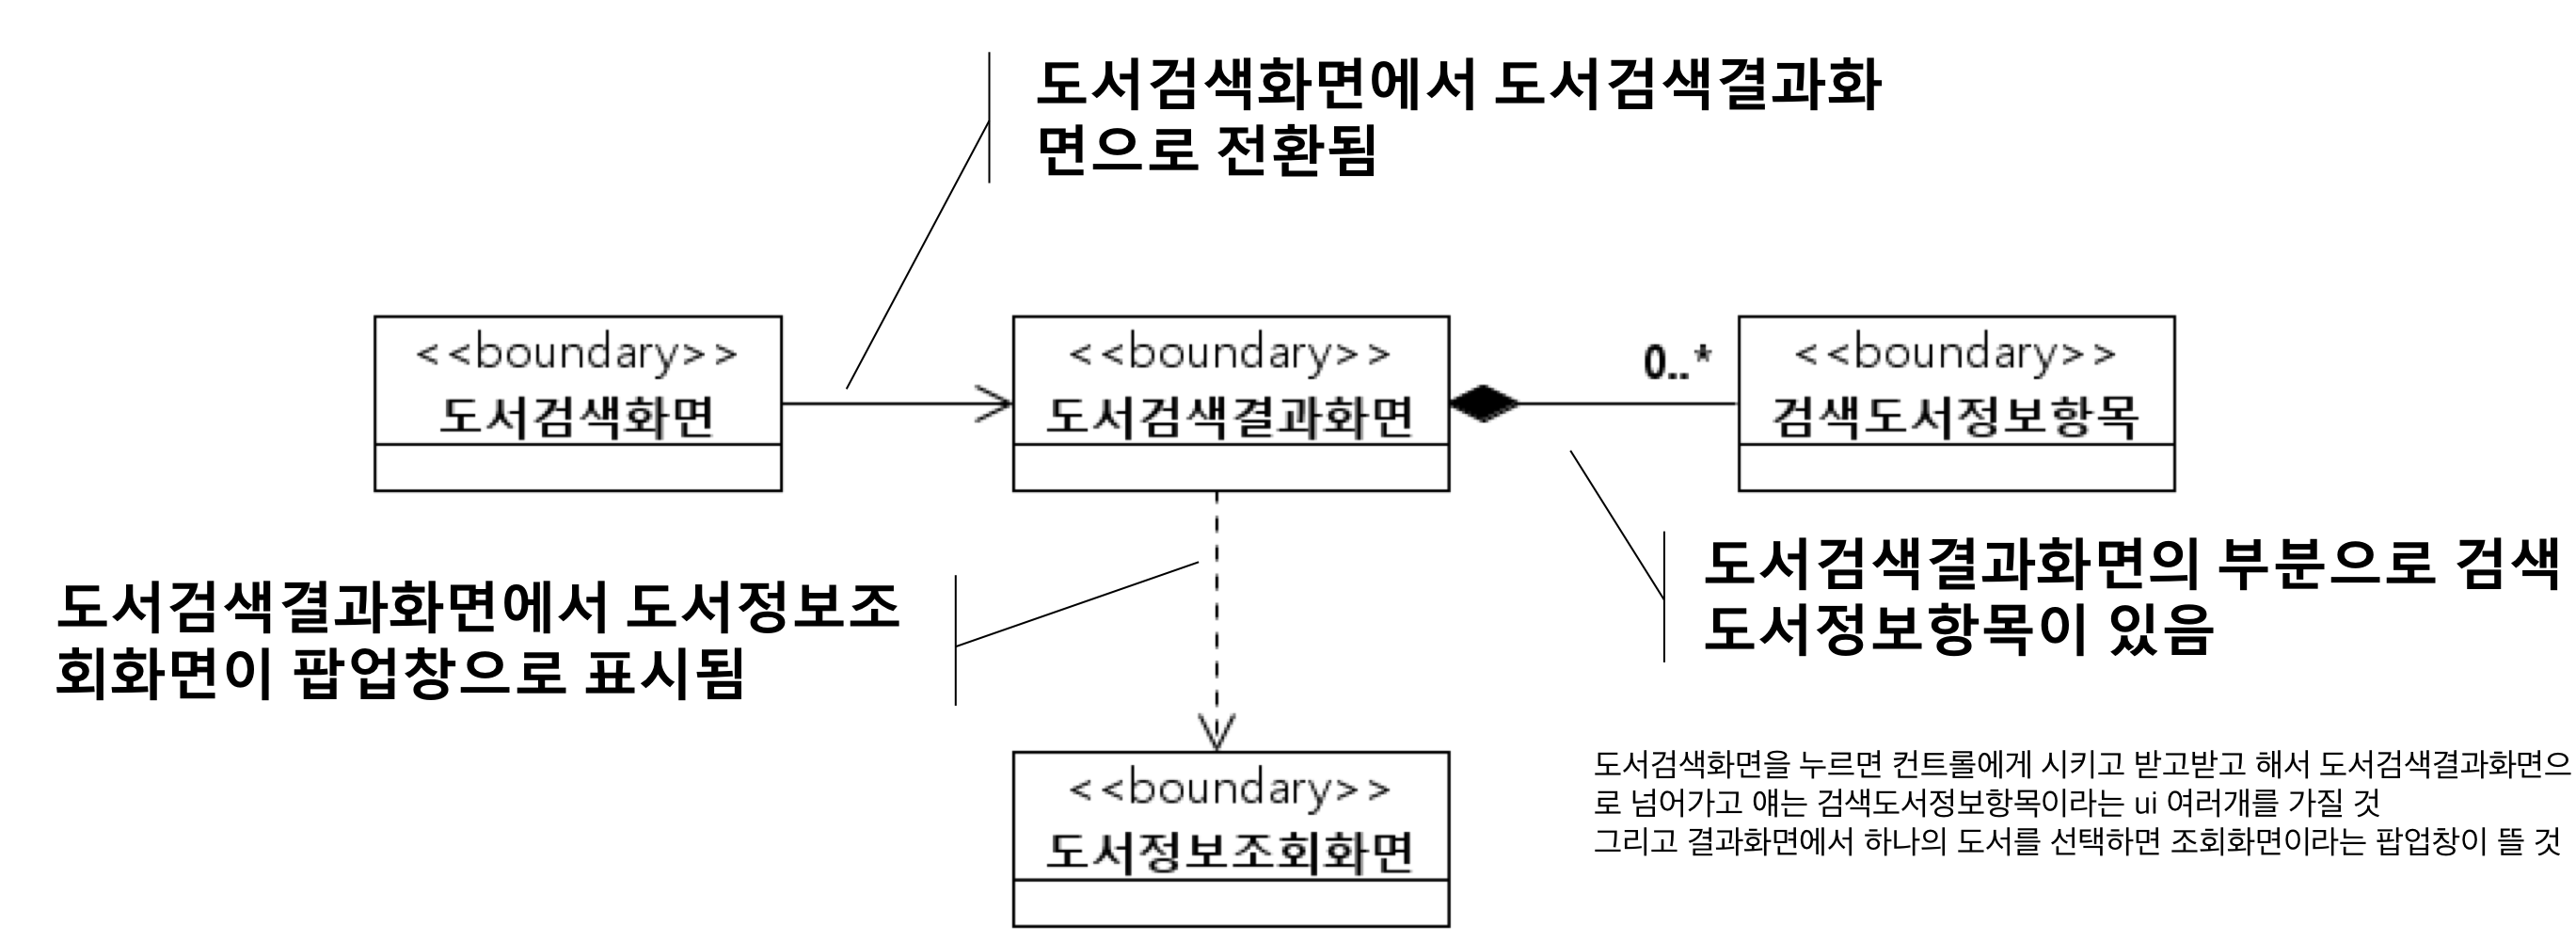 도서검색화면에서 도서검색결과화
면으로 전환됨
<<boundary>>
도서검색화면
<<boundary>>
도서검색결과화면
0..*
<<boundary>>
검색도서정보항목
도서검색결과화면에서 도서정보조
회화면이 팝업창으로 표시됨
도서검색결과화면의 부분으로 검색
도서정보항목이 있음
<<boundary>>
도서정보조회화면
도서검색화면을 누르면 컨트롤에게 시키고 받고받고 해서 도서검색결과화면으
로 넘어가고 얘는 검색도서정보항목이라는 ui 여러개를 가질 것
그리고 결과화면에서 하나의 도서를 선택하면 조회화면이라는 팝업창이 뜰 것